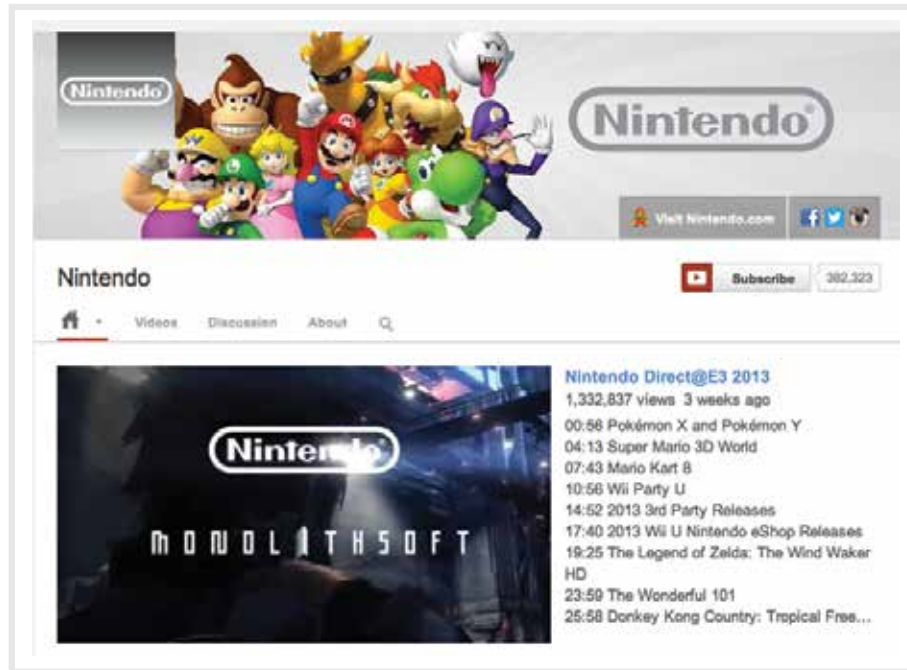 Nintendo
Nintendo
Visit Nintendo.com
Nintendo
Subscribe
382,323
Videos
Discussion
About
Nintendo
MONOLITHSOFT
Nintendo Direct@E3 2013
1,332,837 views 3 weeks ago
00:56 Pokémon X and Pokémon Y
04:13 Super Mario 3D World
07:43 Mario Kart 8
10:56 Wii Party U
14:52 2013 3rd Party Releases
17:40 2013 Wii U Nintendo eShop Releases
19:25 The Legend of Zelda: The Wind Waker
HD
23:59 The Wonderful 101
25:58 Donkey Kong Country: Tropical Free...